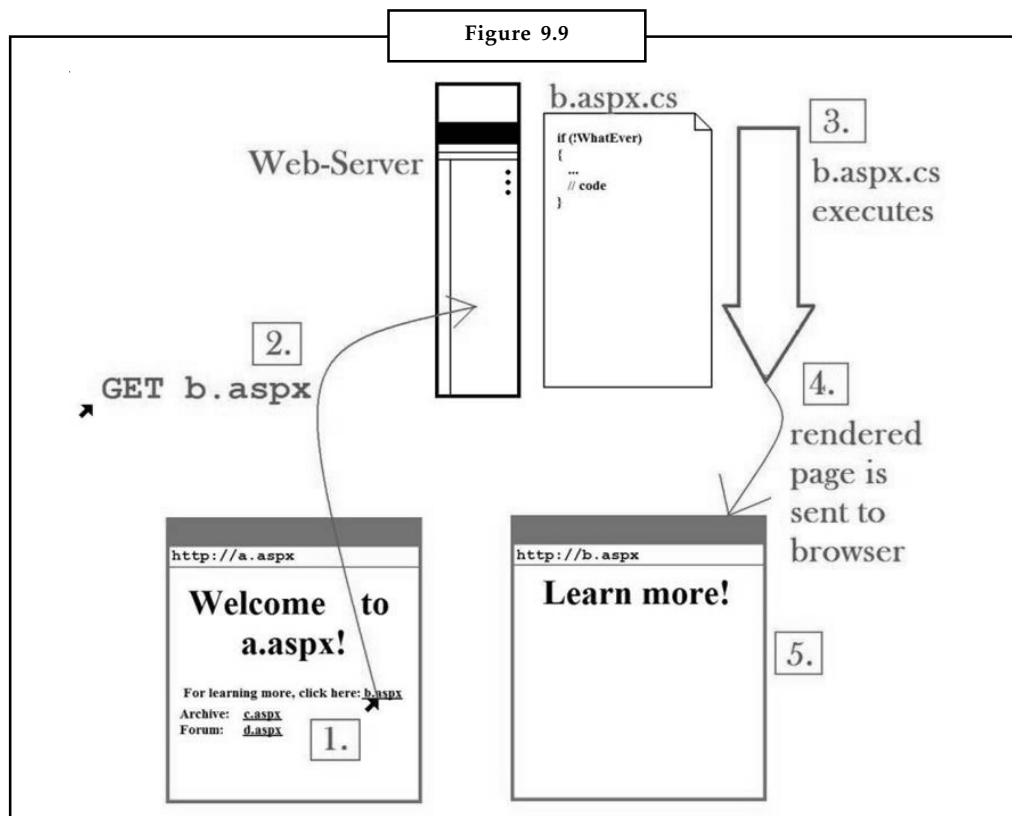 Figure 9.9
Web-Server
b.aspx.cs
if (!WhatEver)
{
...
// code
}
3.
b.aspx.cs
executes
2.
GET b.aspx
4.
rendered
page is
sent to
browser
http://a.aspx
Welcome to
a.aspx!
For learning more, click here: b.aspx
Archive: c.aspx
Forum: d.aspx
1.
http://b.aspx
Learn more!
5.